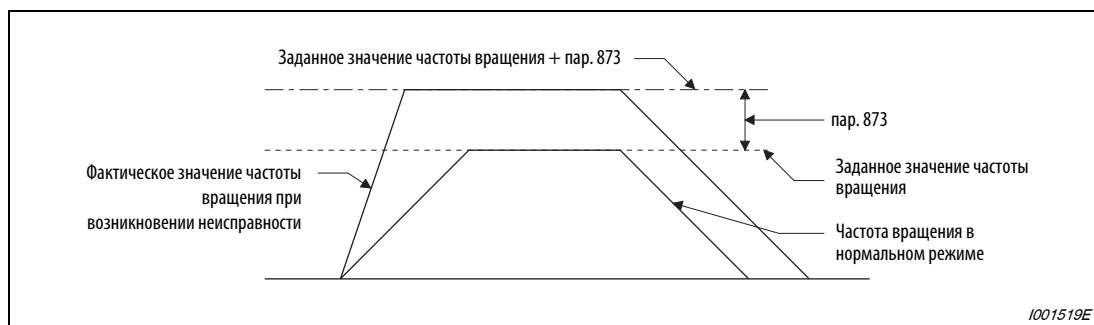 Заданное значение частоты вращения + пар. 873
пар. 873
Фактическое значение частоты
вращения при
возникновении неисправности
Заданное значение частоты
вращения
Частота вращения в
нормальном режиме
I001519E